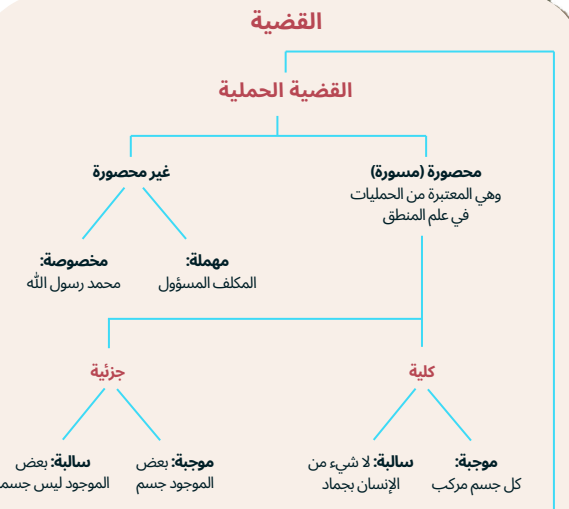 القضية
القضية الحملية
محصورة (مسورة)
وهي المعتبرة من الحمليات
في علم المنطق
غير محصورة
مهملة:
المكلف المسؤول
مخصوصة:
محمد رسول الله
كلية
جزئية
موجبة:
كل جسم مركب
سالبة: لا شيء من
الإنسان بجماد
موجبة: بعض
الموجود جسم
سالبة: بعض
الموجود ليس جسما